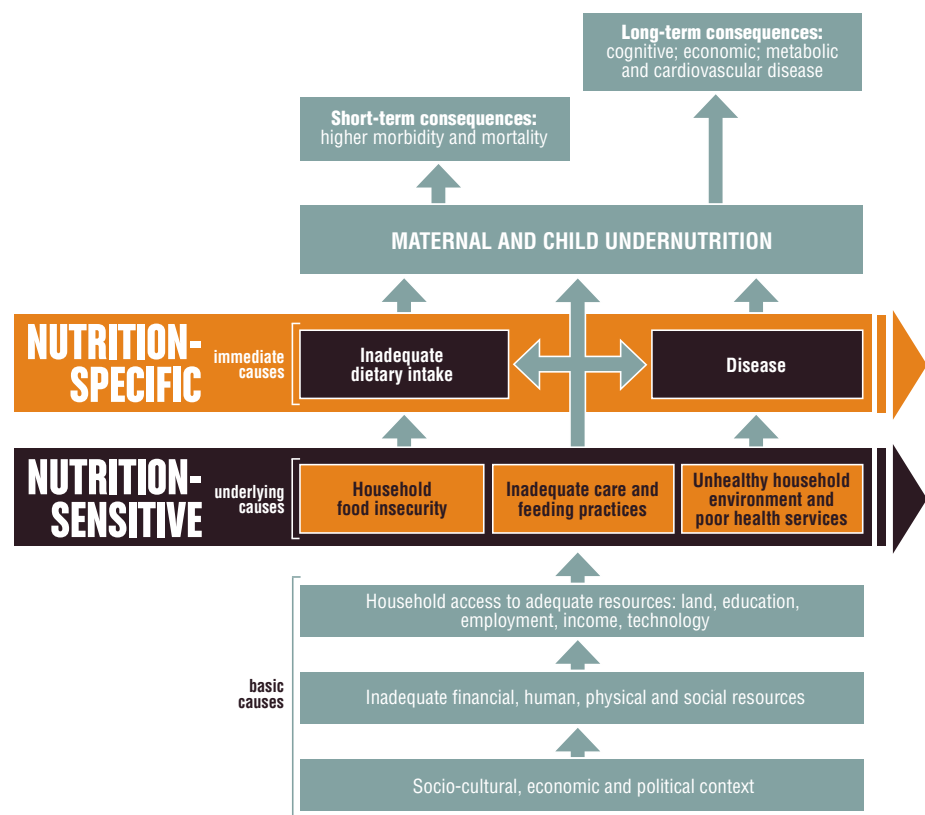 Long-term consequences:
cognitive; economic; metabolic
and cardiovascular disease
Short-term consequences:
higher morbidity and mortality
MATERNAL AND CHILD UNDERNUTRITION
NUTRITION-
SPECIFIC
immediate
causes
Inadequate
dietary intake
Disease
NUTRITION-
SENSITIVE
underlying
causes
Household
food insecurity
Inadequate care and
feeding practices
Unhealthy household
environment and
poor health services
basic
causes
Household access to adequate resources: land, education,
employment, income, technology
Inadequate financial, human, physical and social resources
Socio-cultural, economic and political context